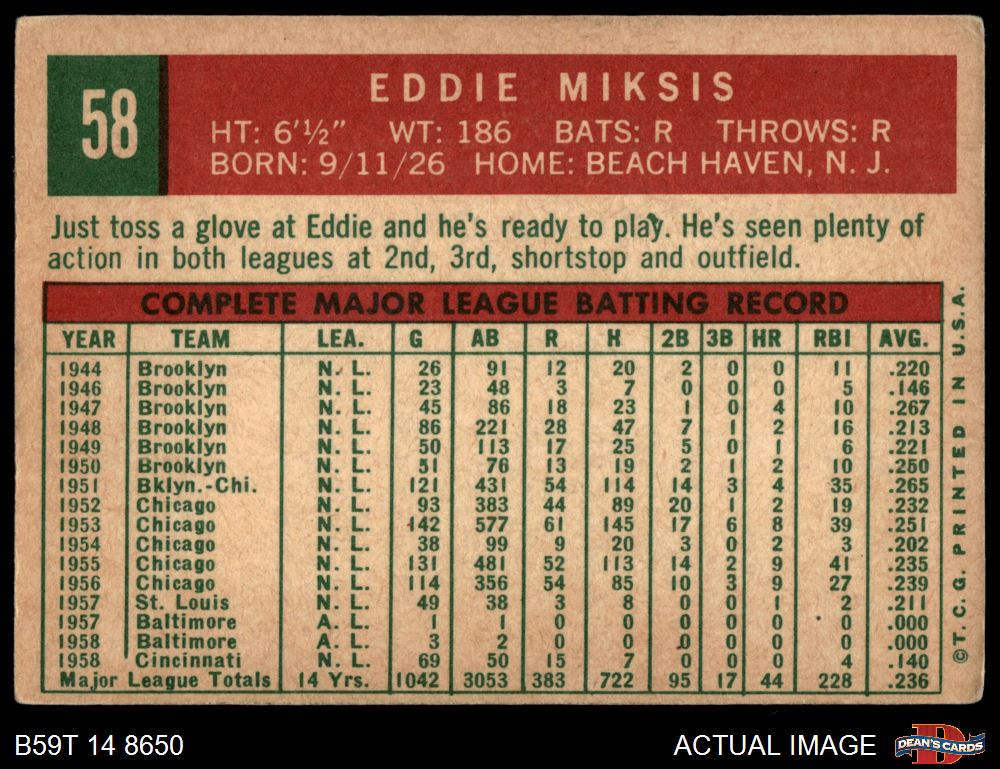 58
EDDIE MIKSIS
HT: 6'½" WT: 186 BATS: R THROWS: R
BORN: 9/11/26 HOME: BEACH HAVEN, N. J.
Just toss a glove at Eddie and he's ready to play. He's seen plenty of
action in both leagues at 2nd, 3rd, shortstop and outfield.
COMPLETE MAJOR LEAGUE BATTING RECORD
YEAR TEAM LEA. G AB R H 2B 3B HR RBI AVG.
1944 Brooklyn N. L. 26 91 12 20 2 0 0 11 .220
1946 Brooklyn N. L. 23 48 3 7 0 0 0 5 .146
1947 Brooklyn N. L. 45 86 18 23 1 0 4 10 .267
1948 Brooklyn N. L. 86 221 28 47 7 1 2 16 .213
1949 Brooklyn N. L. 50 113 17 25 5 0 1 6 .221
1950 Brooklyn N. L. 51 76 13 19 2 1 2 10 .250
1951 Bklyn.-Chi. N. L. 121 431 54 114 14 3 4 35 .265
1952 Chicago N. L. 93 383 44 89 20 1 2 19 .232
1953 Chicago N. L. 142 577 61 145 17 6 8 39 .251
1954 Chicago N. L. 38 99 9 20 3 0 2 3 .202
1955 Chicago N. L. 131 481 52 113 14 2 9 41 .235
1956 Chicago N. L. 114 356 54 85 10 3 9 27 .239
1957 St. Louis N. L. 49 38 3 8 0 0 1 2 .211
1957 Baltimore A. L. 1 1 0 0 0 0 0 0 .000
1958 Baltimore A. L. 3 2 0 0 0 0 0 0 .000
1958 Cincinnati N. L. 69 50 15 7 0 0 0 4 .140
Major League Totals 14 Yrs. 1042 3053 383 722 95 17 44 228 .236
©T. C. G. PRINTED IN U.S.A.
B59T 14 8650
ACTUAL IMAGE
D
DEAN'S CARDS